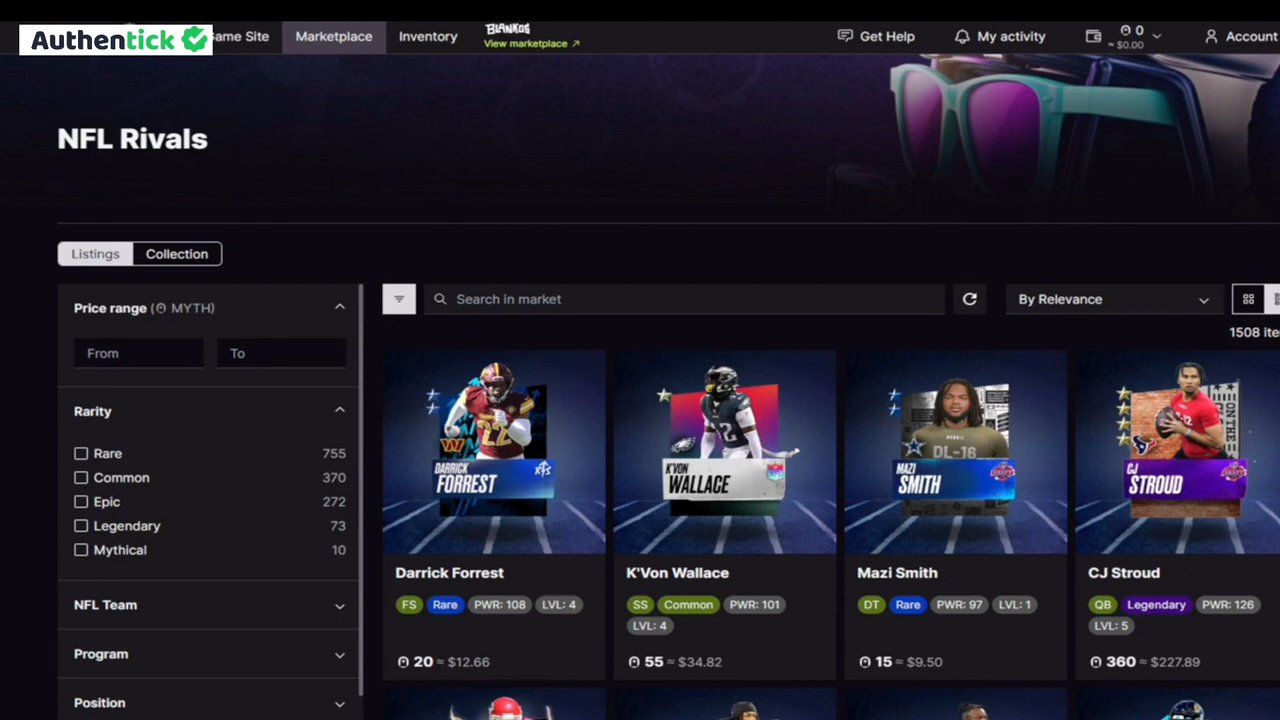 Authentick
ame Site
Marketplace
Inventory
BLANKOS
View marketplace ↗
Get Help
My activity
0
≈ $0.00
Account
NFL Rivals
Listings
Collection
Price range ( MYTH)
From
To
Rarity
Rare 755
Common 370
Epic 272
Legendary 73
Mythical 10
NFL Team
Program
Position
Search in market
By Relevance
1508 ite
DARRICK
FORREST
22
K'VON
WALLACE
MAZI
SMITH
DL-16
CJ
STROUD
ON THE
Darrick Forrest
FS Rare PWR: 108 LVL: 4
20 ≈ $12.66
K'Von Wallace
SS Common PWR: 101
LVL: 4
55 ≈ $34.82
Mazi Smith
DT Rare PWR: 97 LVL: 1
15 ≈ $9.50
CJ Stroud
QB Legendary PWR: 126
LVL: 5
360 ≈ $227.89